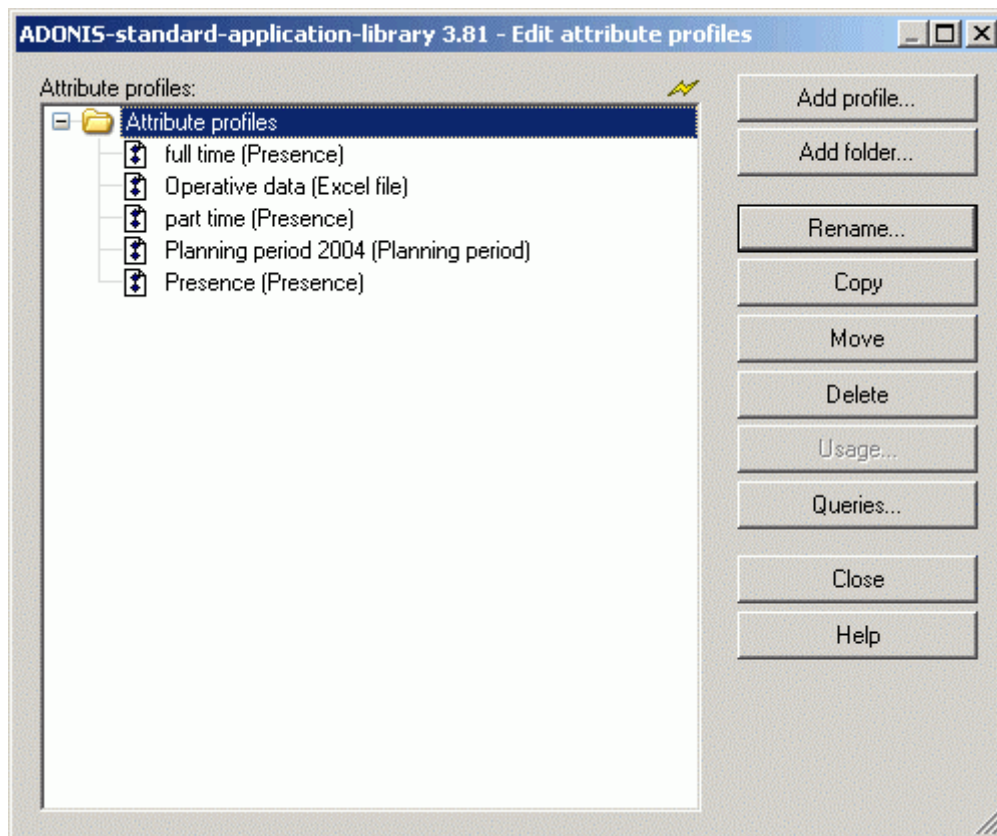 ADONIS-standard-application-library 3.81 - Edit attribute profiles
Attribute profiles:
Attribute profiles
full time (Presence)
Operative data (Excel file)
part time (Presence)
Planning period 2004 (Planning period)
Presence (Presence)
Add profile...
Add folder...
Rename...
Copy
Move
Delete
Usage...
Queries...
Close
Help